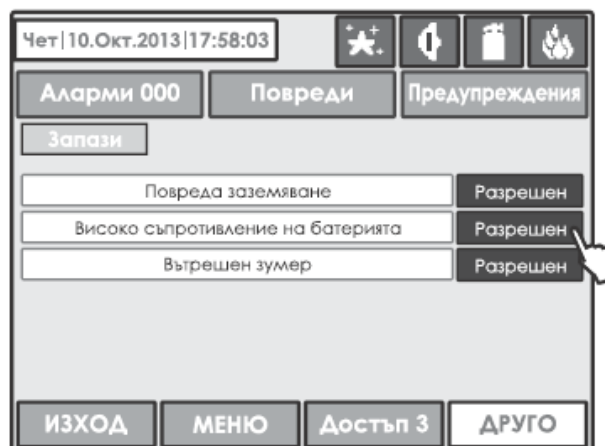 Чет|10.Окт.2013|17:58:03
Аларми 000 Повреди Предупреждения
Запази
Повреда заземяване Разрешен
Високо съпротивление на батерията Разрешен
Вътрешен зумер Разрешен
ИЗХОД МЕНЮ Достъп 3 ДРУГО